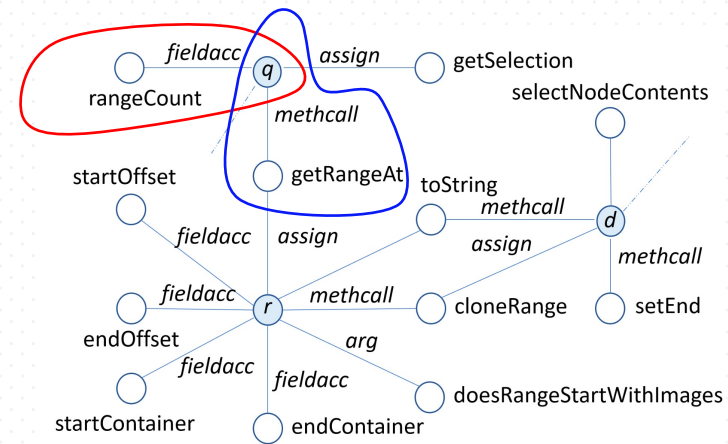 fieldacc
q
assign
getSelection
rangeCount
selectNodeContents
methcall
startOffset
getRangeAt
toString
methcall
d
fieldacc
assign
assign
methcall
fieldacc
r
methcall
cloneRange
setEnd
endOffset
arg
fieldacc
fieldacc
doesRangeStartWithImages
startContainer
endContainer